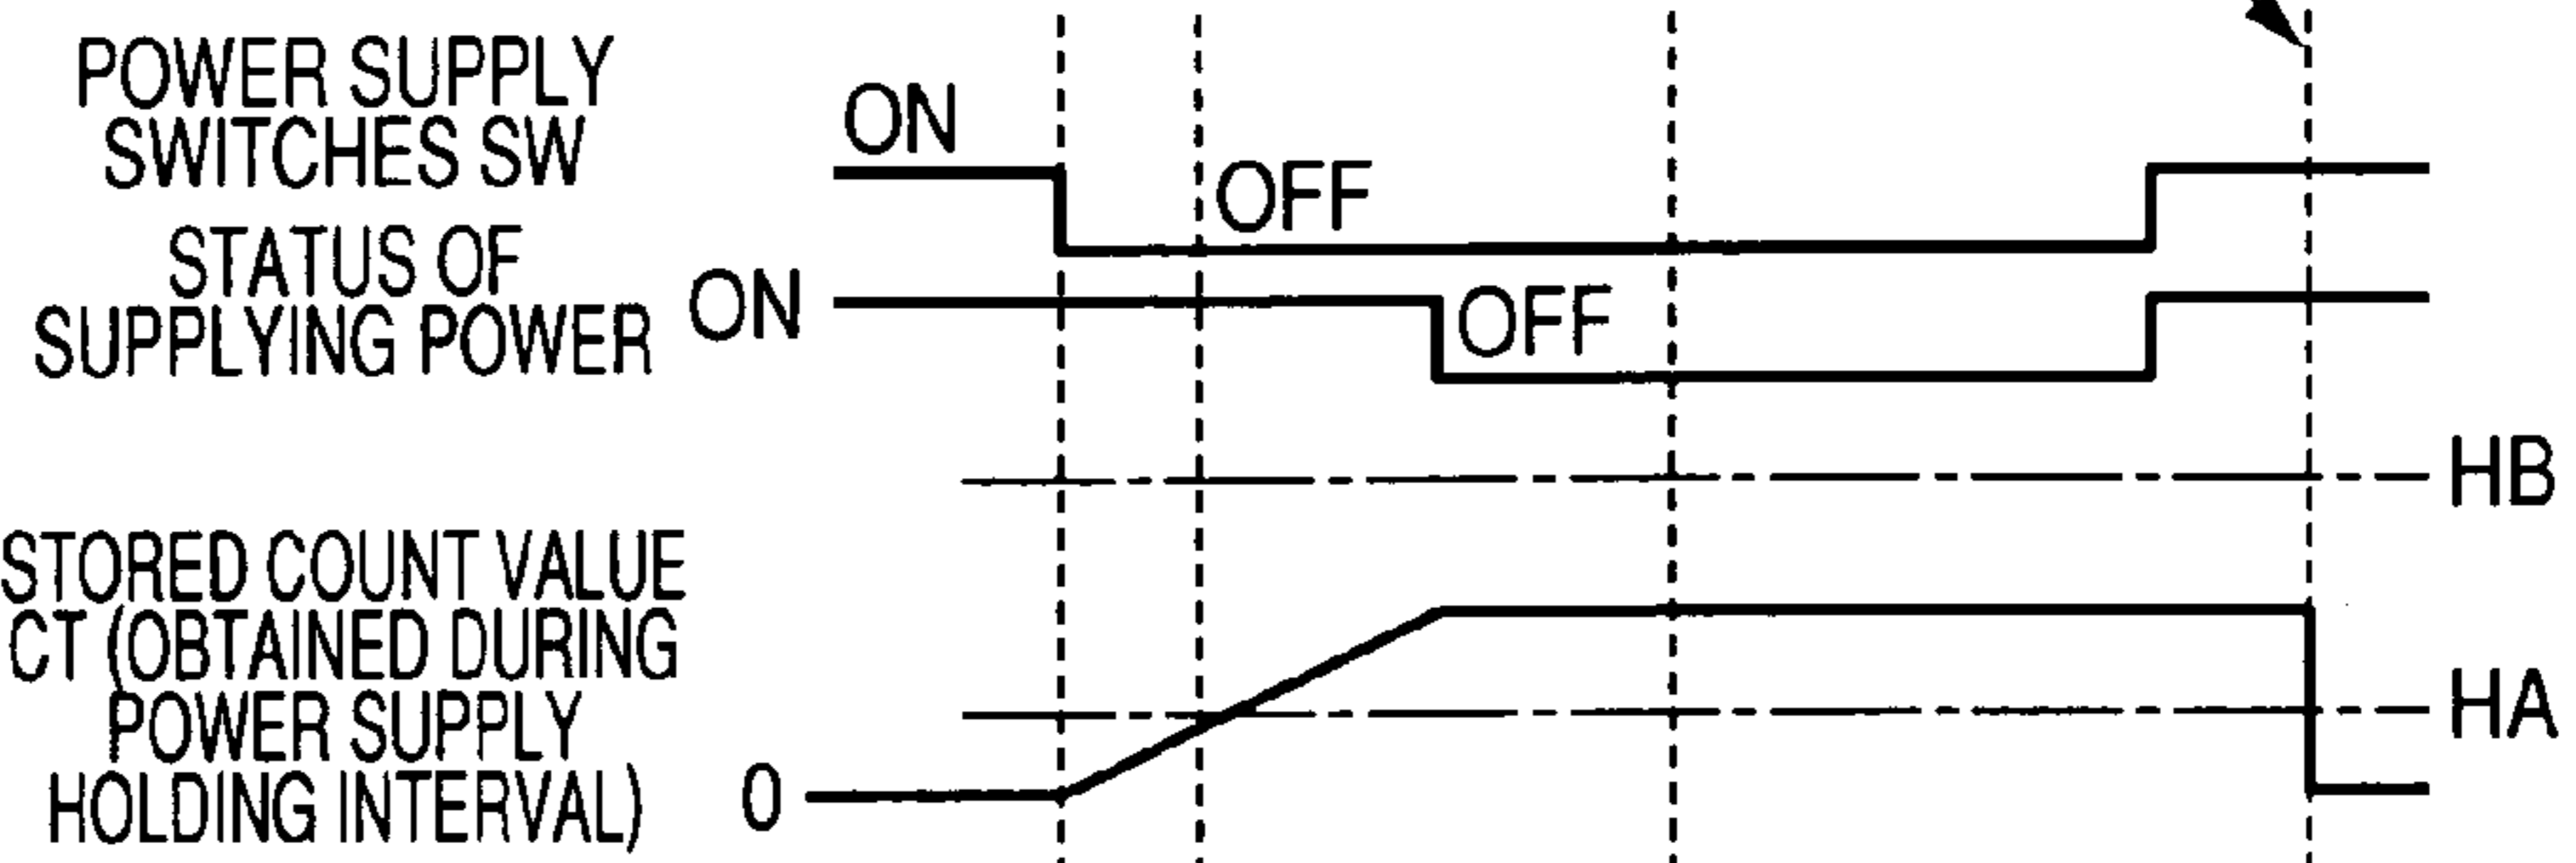 POWER SUPPLY
SWITCHES SW
ON
OFF
STATUS OF
SUPPLYING POWER
ON
OFF
HB
STORED COUNT VALUE
CT (OBTAINED DURING
POWER SUPPLY
HOLDING INTERVAL)
0
HA